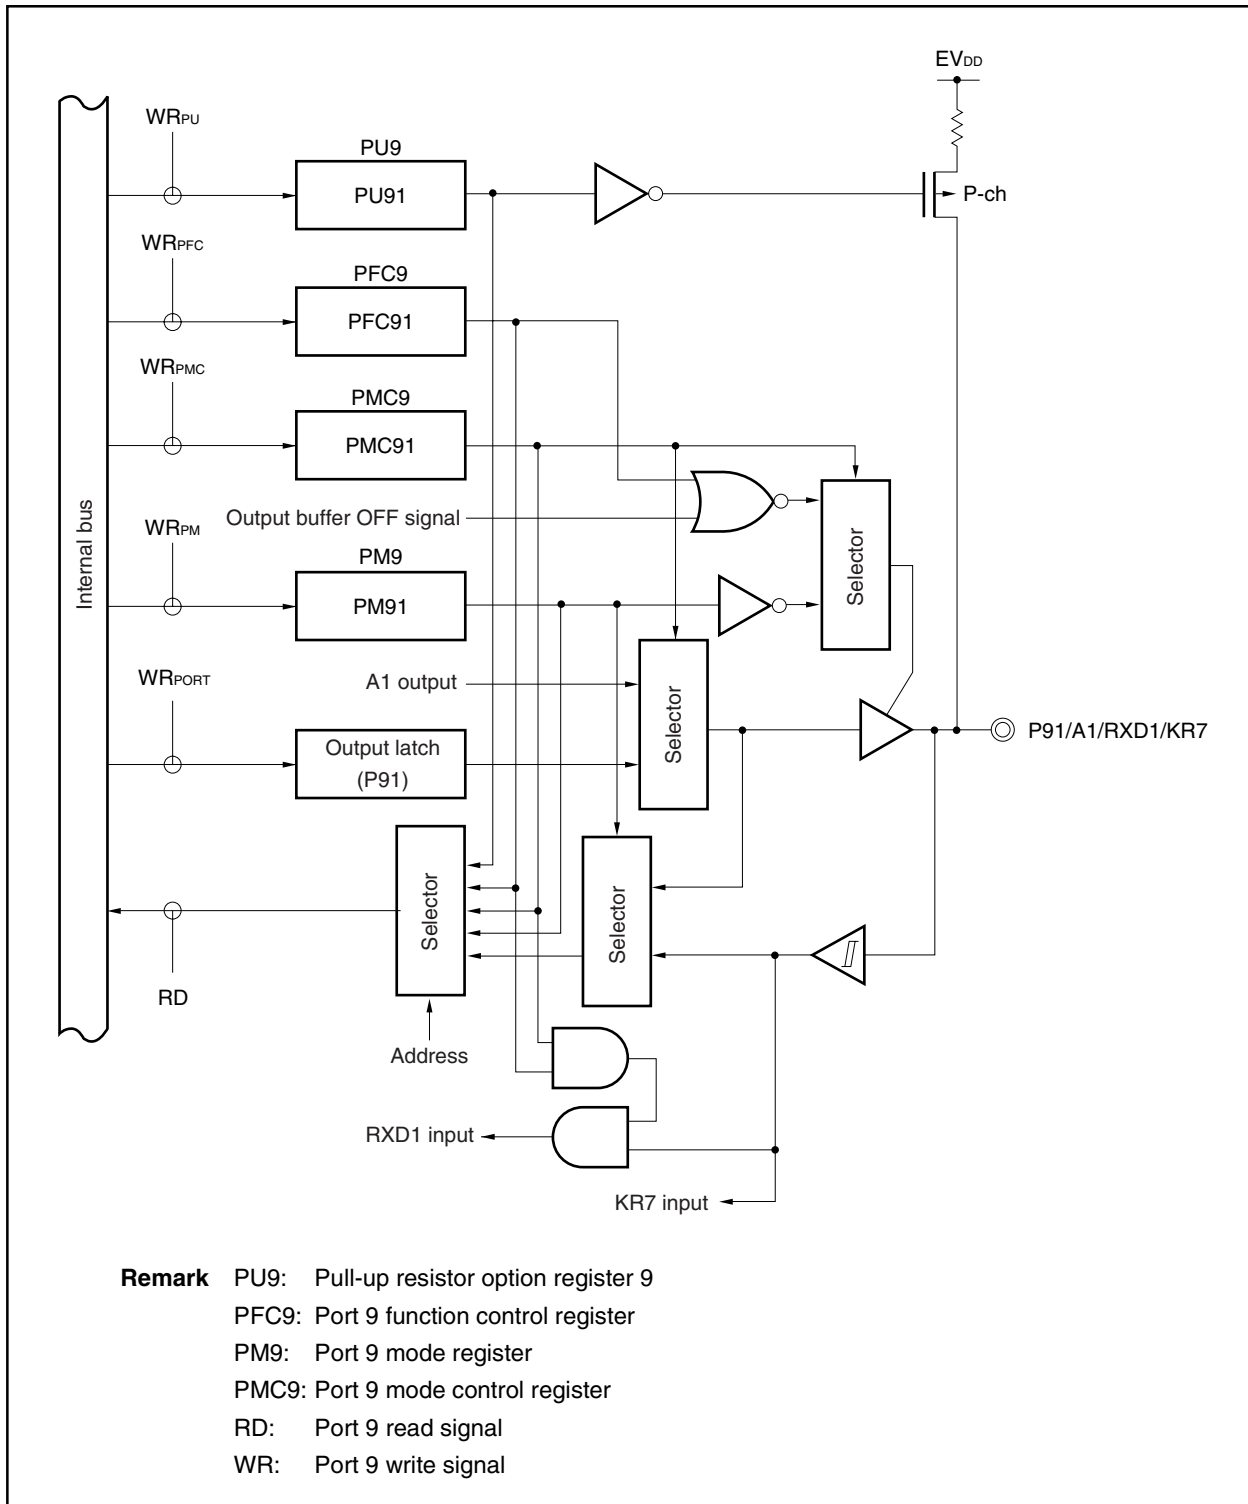 EVDD
WRPU
PU9
PU91
P-ch
WRPFC
PFC9
PFC91
WRPMC
PMC9
PMC91
Output buffer OFF signal
Selector
WRPM
PM9
PM91
Internal bus
A1 output
Selector
WRPORT
Output latch
(P91)
P91/A1/RXD1/KR7
Selector
Selector
RD
Address
RXD1 input
KR7 input
Remark PU9: Pull-up resistor option register 9
PFC9: Port 9 function control register
PM9: Port 9 mode register
PMC9: Port 9 mode control register
RD: Port 9 read signal
WR: Port 9 write signal